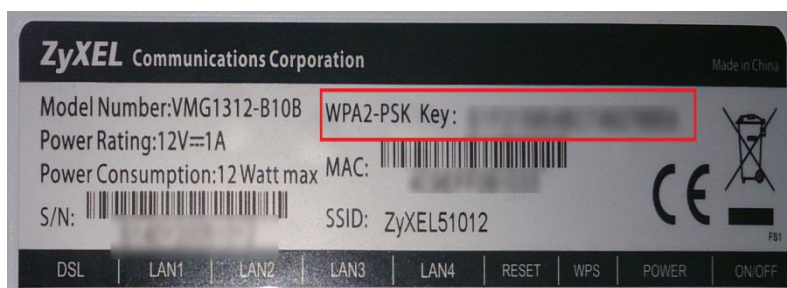 ZyXEL Communications Corporation
Made in China
Model Number:VMG1312-B10B
Power Rating:12V⎓1A
Power Consumption:12 Watt max
S/N:
WPA2-PSK Key:
MAC:
SSID: ZyXEL51012
CE
FS1
DSL LAN1 LAN2 LAN3 LAN4 RESET WPS POWER ON/OFF